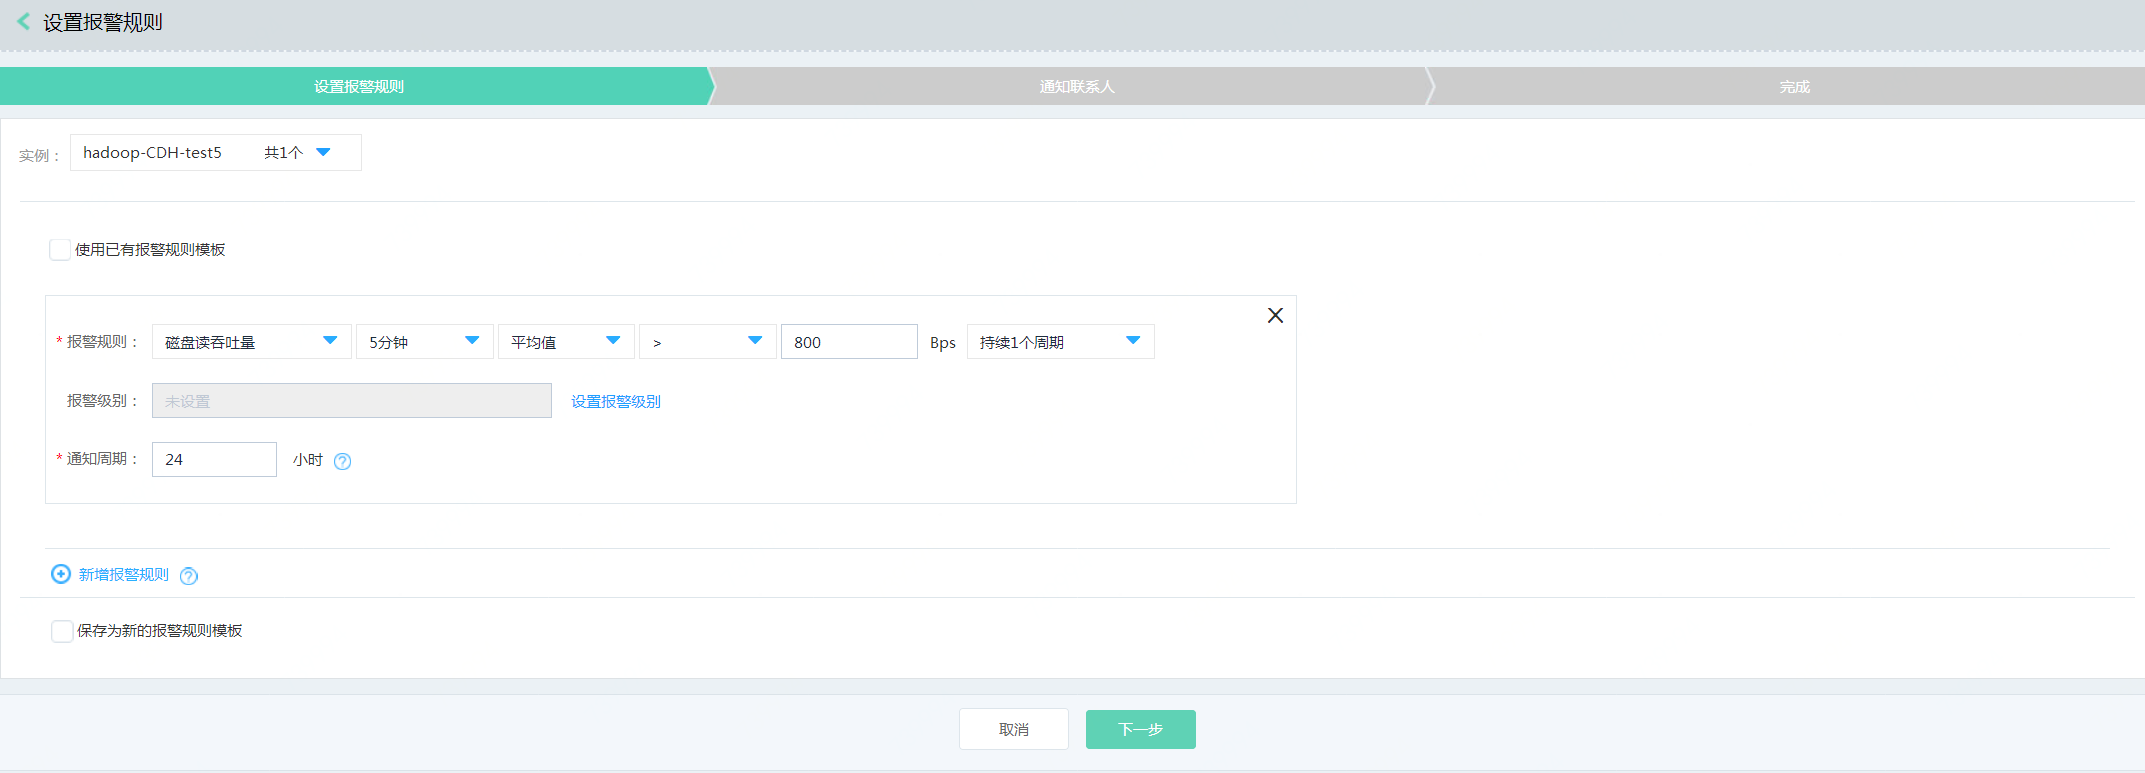 设置报警规则
设置报警规则 通知联系人 完成
实例： hadoop-CDH-test5 共1个
使用已有报警规则模板
* 报警规则： 磁盘读吞吐量 5分钟 平均值 > 800 Bps 持续1个周期
报警级别： 未设置 设置报警级别
* 通知周期： 24 小时 ?
新增报警规则 ?
保存为新的报警规则模板
取消 下一步